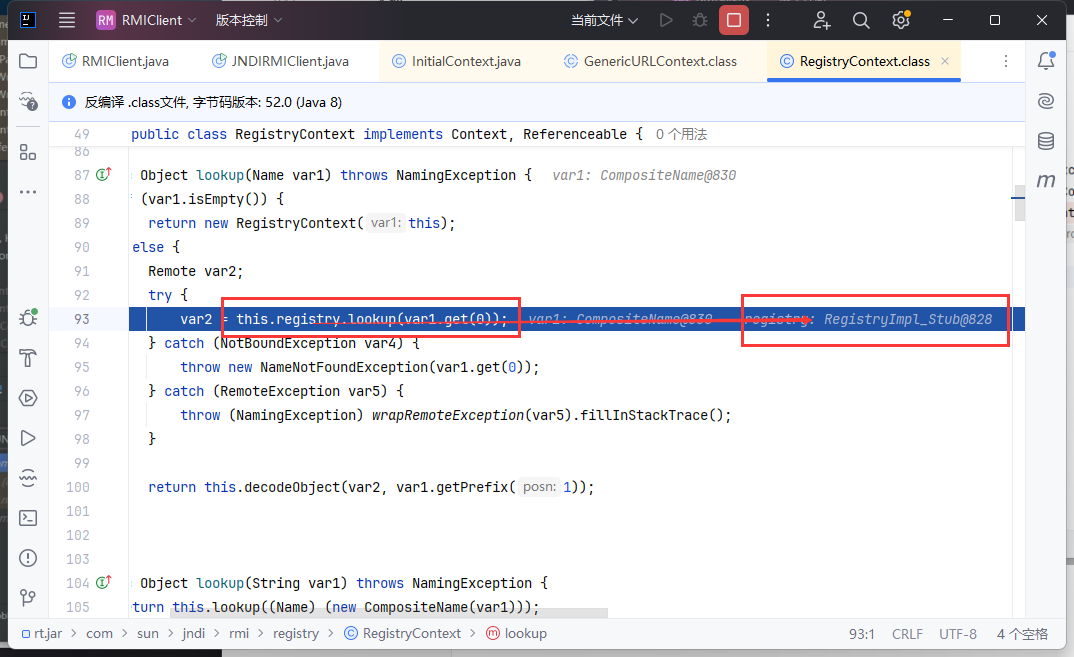 RM RMIClient 版本控制 当前文件
RMIClient.java JNDIRMIClient.java InitialContext.java GenericURLContext.class RegistryContext.class
反编译 .class文件, 字节码版本: 52.0 (Java 8)
49 public class RegistryContext implements Context, Referenceable { 0 个用法
86
87 Object lookup(Name var1) throws NamingException { var1: CompositeName@830
88 (var1.isEmpty()) {
89 return new RegistryContext( var1: this);
90 else {
91 Remote var2;
92 try {
93 var2 = this.registry.lookup(var1.get(0)); var1: CompositeName@830 registry: RegistryImpl_Stub@828
94 } catch (NotBoundException var4) {
95 throw new NameNotFoundException(var1.get(0));
96 } catch (RemoteException var5) {
97 throw (NamingException) wrapRemoteException(var5).fillInStackTrace();
98 }
99
100 return this.decodeObject(var2, var1.getPrefix( posn: 1));
101
102
103
104 Object lookup(String var1) throws NamingException {
105 turn this.lookup((Name) (new CompositeName(var1)));
rt.jar > com > sun > jndi > rmi > registry > RegistryContext > lookup 93:1 CRLF UTF-8 4 个空格